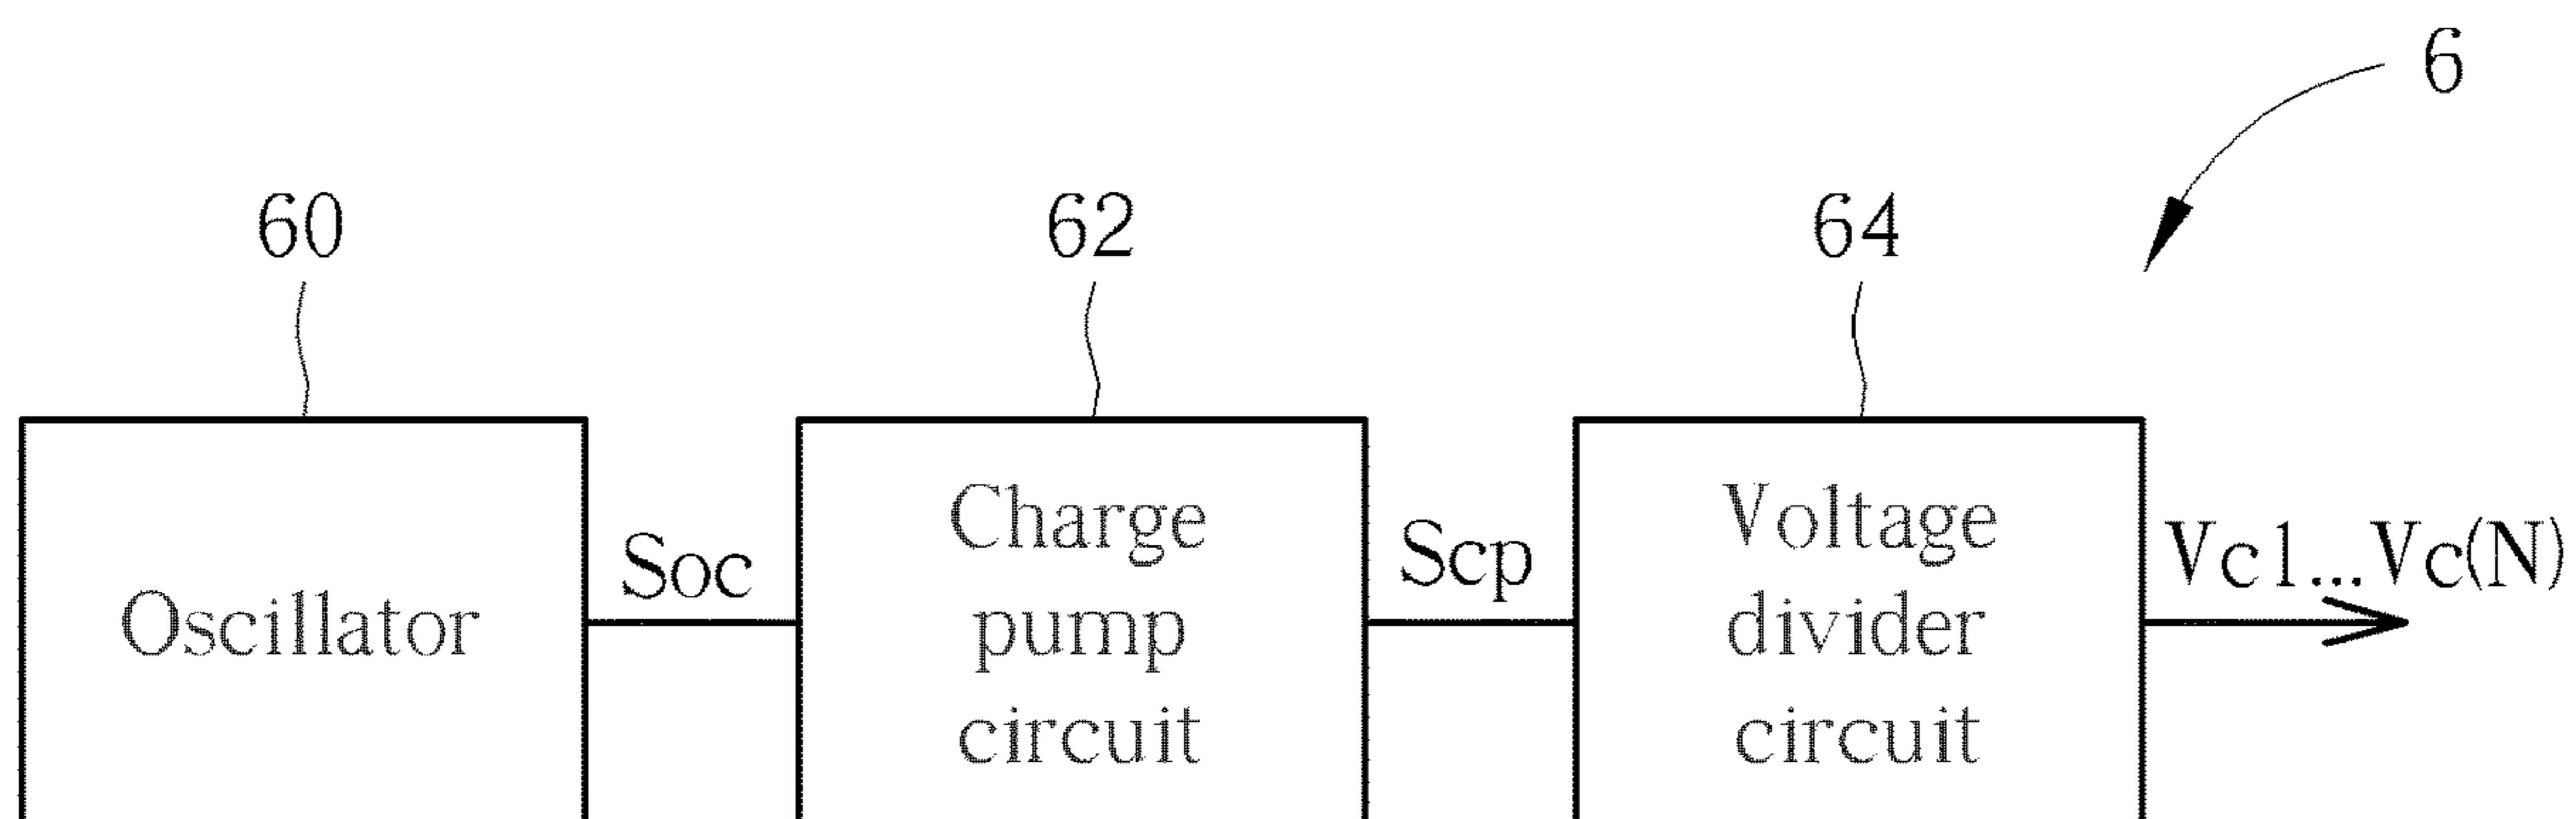 6
60
62
64
Oscillator
Soc
Charge
pump
circuit
Scp
Voltage
divider
circuit
Vc1...Vc(N)